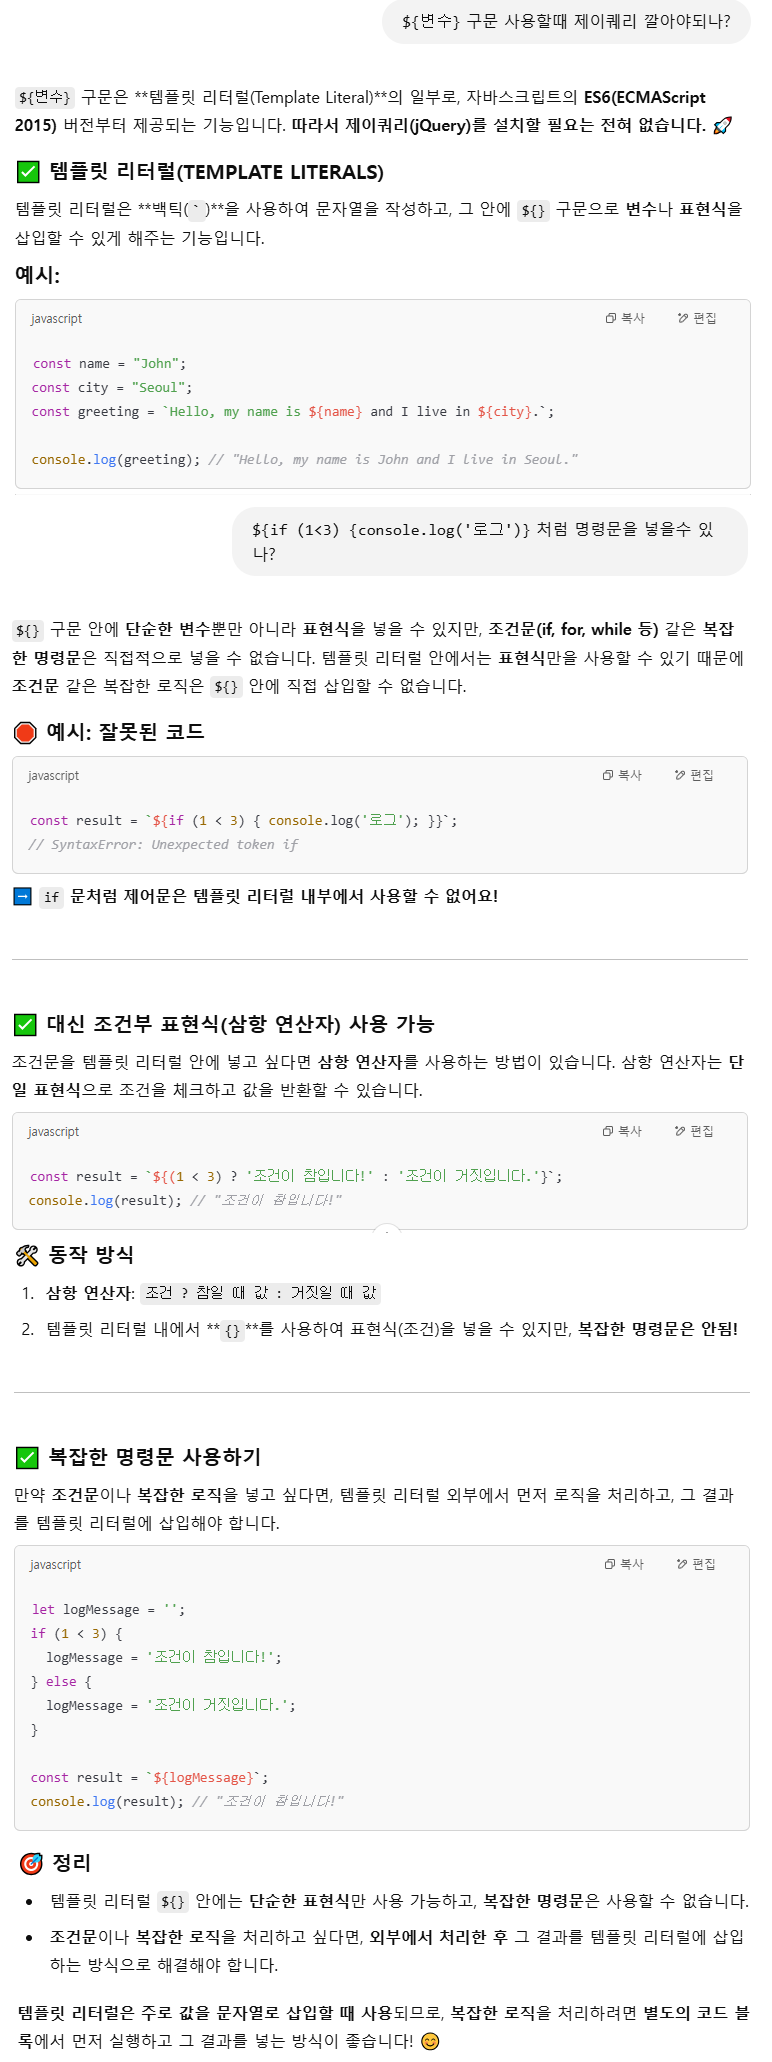 ${변수} 구문 사용할때 제이퀘리 깔아야되나?
${변수} 구문은 **템플릿 리터럴(Template Literal)**의 일부로, 자바스크립트의 ES6(ECMAScript
2015) 버전부터 제공되는 기능입니다. 따라서 제이쿼리(jQuery)를 설치할 필요는 전혀 없습니다. 🚀
✅ 템플릿 리터럴(TEMPLATE LITERALS)
템플릿 리터럴은 **백틱(`)**을 사용하여 문자열을 작성하고, 그 안에 ${} 구문으로 변수나 표현식을
삽입할 수 있게 해주는 기능입니다.
예시:
javascript 복사 편집
const name = "John";
const city = "Seoul";
const greeting = `Hello, my name is ${name} and I live in ${city}.`;
console.log(greeting); // "Hello, my name is John and I live in Seoul."
${if (1<3) {console.log('로그')} 처럼 명령문을 넣을수 있
나?
${} 구문 안에 단순한 변수뿐만 아니라 표현식을 넣을 수 있지만, 조건문(if, for, while 등) 같은 복잡
한 명령문은 직접적으로 넣을 수 없습니다. 템플릿 리터럴 안에서는 표현식만을 사용할 수 있기 때문에
조건문 같은 복잡한 로직은 ${} 안에 직접 삽입할 수 없습니다.
🛑 예시: 잘못된 코드
javascript 복사 편집
const result = `${if (1 < 3) { console.log('로그'); }}`;
// SyntaxError: Unexpected token if
➡️ if 문처럼 제어문은 템플릿 리터럴 내부에서 사용할 수 없어요!
✅ 대신 조건부 표현식(삼항 연산자) 사용 가능
조건문을 템플릿 리터럴 안에 넣고 싶다면 삼항 연산자를 사용하는 방법이 있습니다. 삼항 연산자는 단
일 표현식으로 조건을 체크하고 값을 반환할 수 있습니다.
javascript 복사 편집
const result = `${(1 < 3) ? '조건이 참입니다!' : '조건이 거짓입니다.'}`;
console.log(result); // "조건이 참입니다!"
🛠️ 동작 방식
1. 삼항 연산자: 조건 ? 참일 때 값 : 거짓일 때 값
2. 템플릿 리터럴 내에서 **{}**를 사용하여 표현식(조건)을 넣을 수 있지만, 복잡한 명령문은 안됨!
✅ 복잡한 명령문 사용하기
만약 조건문이나 복잡한 로직을 넣고 싶다면, 템플릿 리터럴 외부에서 먼저 로직을 처리하고, 그 결과
를 템플릿 리터럴에 삽입해야 합니다.
javascript 복사 편집
let logMessage = '';
if (1 < 3) {
logMessage = '조건이 참입니다!';
} else {
logMessage = '조건이 거짓입니다.';
}
const result = `${logMessage}`;
console.log(result); // "조건이 참입니다!"
🎯 정리
• 템플릿 리터럴 ${} 안에는 단순한 표현식만 사용 가능하고, 복잡한 명령문은 사용할 수 없습니다.
• 조건문이나 복잡한 로직을 처리하고 싶다면, 외부에서 처리한 후 그 결과를 템플릿 리터럴에 삽입
하는 방식으로 해결해야 합니다.
템플릿 리터럴은 주로 값을 문자열로 삽입할 때 사용되므로, 복잡한 로직을 처리하려면 별도의 코드 블
록에서 먼저 실행하고 그 결과를 넣는 방식이 좋습니다! 😊